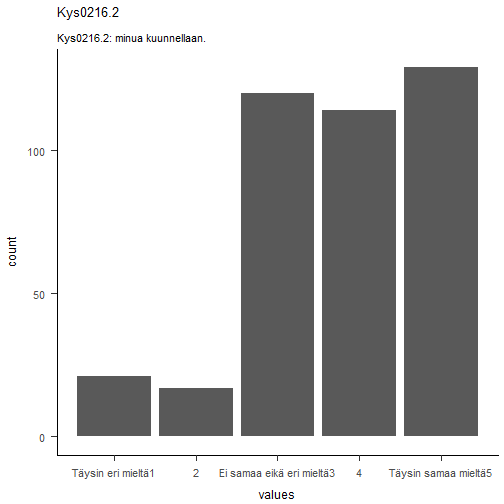 Kys0216.2
Kys0216.2: minua kuunnellaan.
100
50
0
count
Täysin eri mieltä1 2 Ei samaa eikä eri mieltä3 4 Täysin samaa mieltä5
values